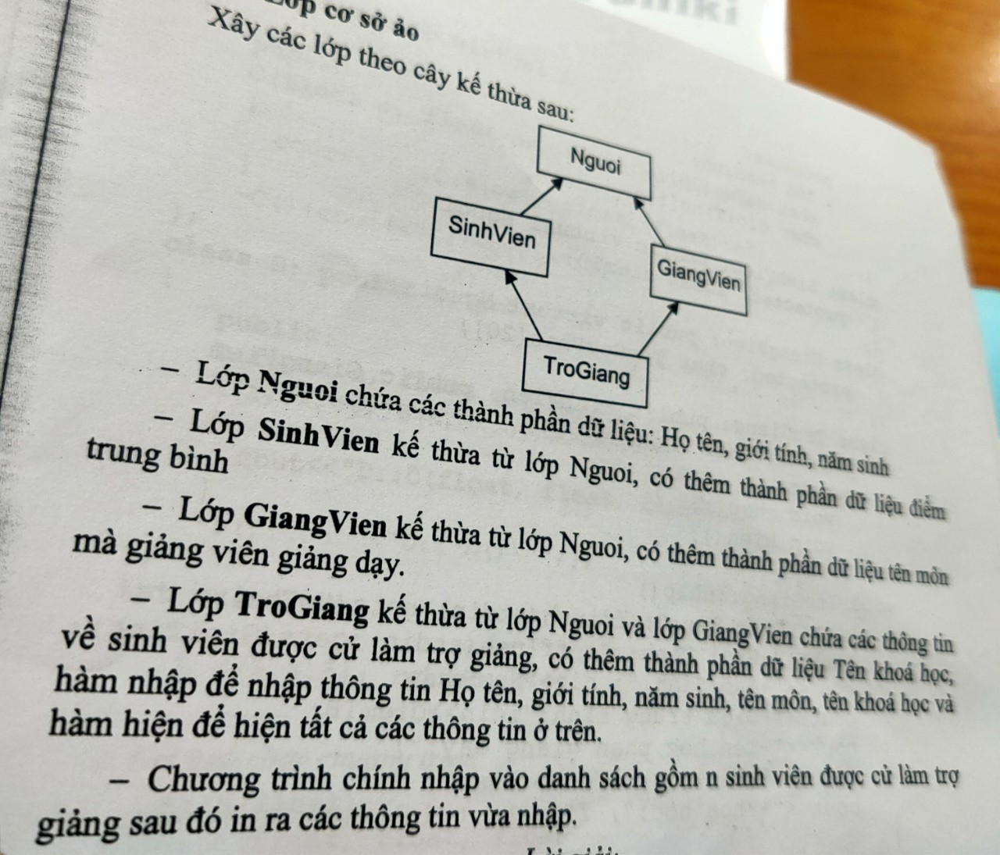 Lớp cơ sở ảo
Xây các lớp theo cây kế thừa sau:
Nguoi
SinhVien
GiangVien
TroGiang
– Lớp Nguoi chứa các thành phần dữ liệu: Họ tên, giới tính, năm sinh
– Lớp SinhVien kế thừa từ lớp Nguoi, có thêm thành phần dữ liệu điểm
trung bình
– Lớp GiangVien kế thừa từ lớp Nguoi, có thêm thành phần dữ liệu tên môn
mà giảng viên giảng dạy.
– Lớp TroGiang kế thừa từ lớp Nguoi và lớp GiangVien chứa các thông tin
về sinh viên được cử làm trợ giảng, có thêm thành phần dữ liệu Tên khoá học,
hàm nhập để nhập thông tin Họ tên, giới tính, năm sinh, tên môn, tên khoá học và
hàm hiện để hiện tất cả các thông tin ở trên.
– Chương trình chính nhập vào danh sách gồm n sinh viên được cử làm trợ
giảng sau đó in ra các thông tin vừa nhập.